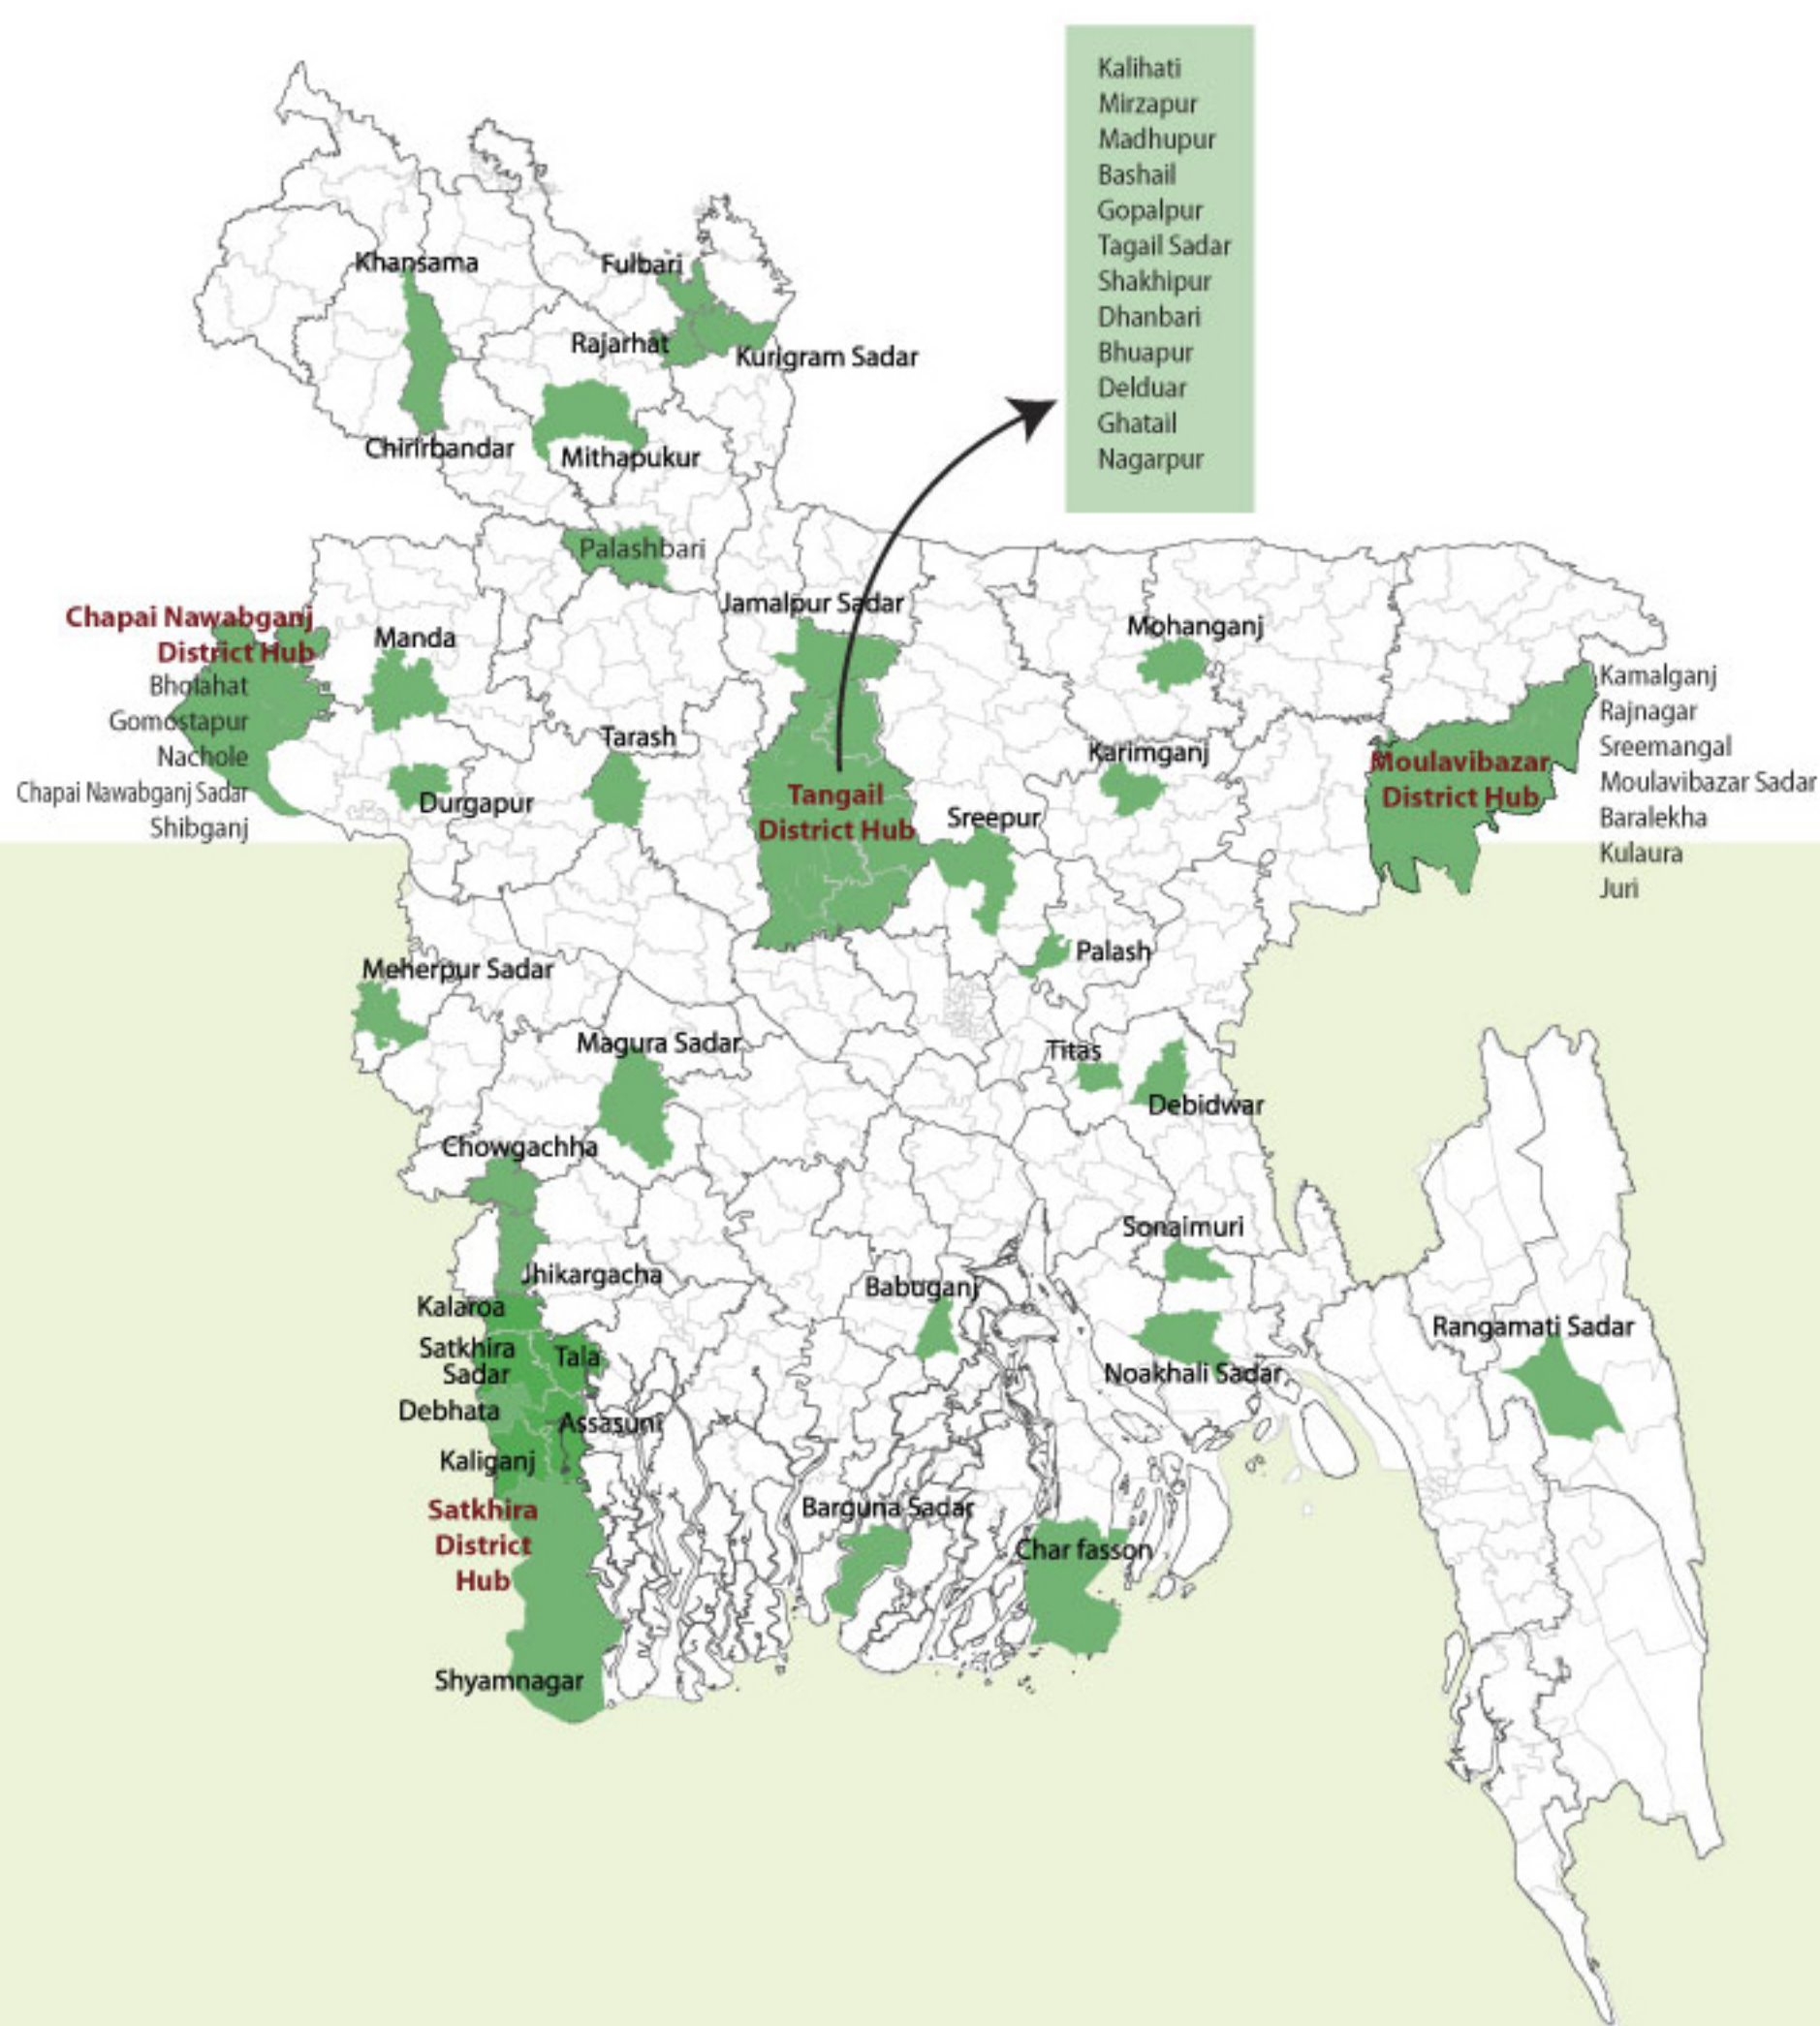 Kalihati
Mirzapur
Madhupur
Bashail
Gopalpur
Tagail Sadar
Shakhipur
Dhanbari
Bhuapur
Delduar
Ghatail
Nagarpur
Khansama
Fulbari
Rajarhat
Kurigram Sadar
Chirirbandar
Mithapukur
Palashbari
Jamalpur Sadar
Chapai Nawabganj
District Hub
Bholahat
Gomostapur
Nachole
Chapai Nawabganj Sadar
Shibganj
Manda
Mohanganj
Kamalganj
Rajnagar
Sreemangal
Moulavibazar Sadar
Baralekha
Kulaura
Juri
Moulavibazar
District Hub
Tarash
Durgapur
Karimganj
Tangail
District Hub
Sreepur
Palash
Meherpur Sadar
Magura Sadar
Titas
Debidwar
Chowgachha
Sonaimuri
Jhikargacha
Babuganj
Kalaroa
Satkhira
Sadar
Tala
Rangamati Sadar
Noakhali Sadar
Debhata
Assasuni
Kaliganj
Satkhira
District
Hub
Barguna Sadar
Char fasson
Shyamnagar